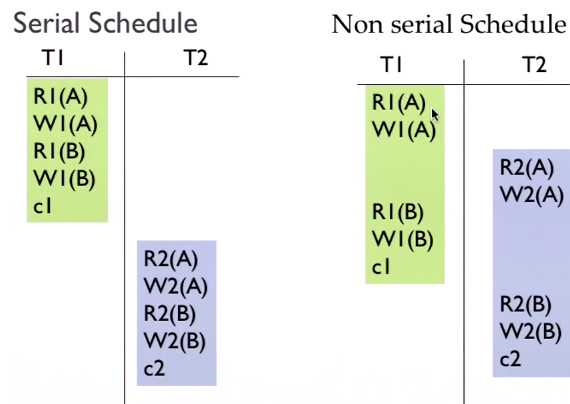 Serial Schedule
T1 T2
R1(A)
W1(A)
R1(B)
W1(B)
c1
R2(A)
W2(A)
R2(B)
W2(B)
c2
Non serial Schedule
T1 T2
R1(A)
W1(A)
R2(A)
W2(A)
R1(B)
W1(B)
c1
R2(B)
W2(B)
c2